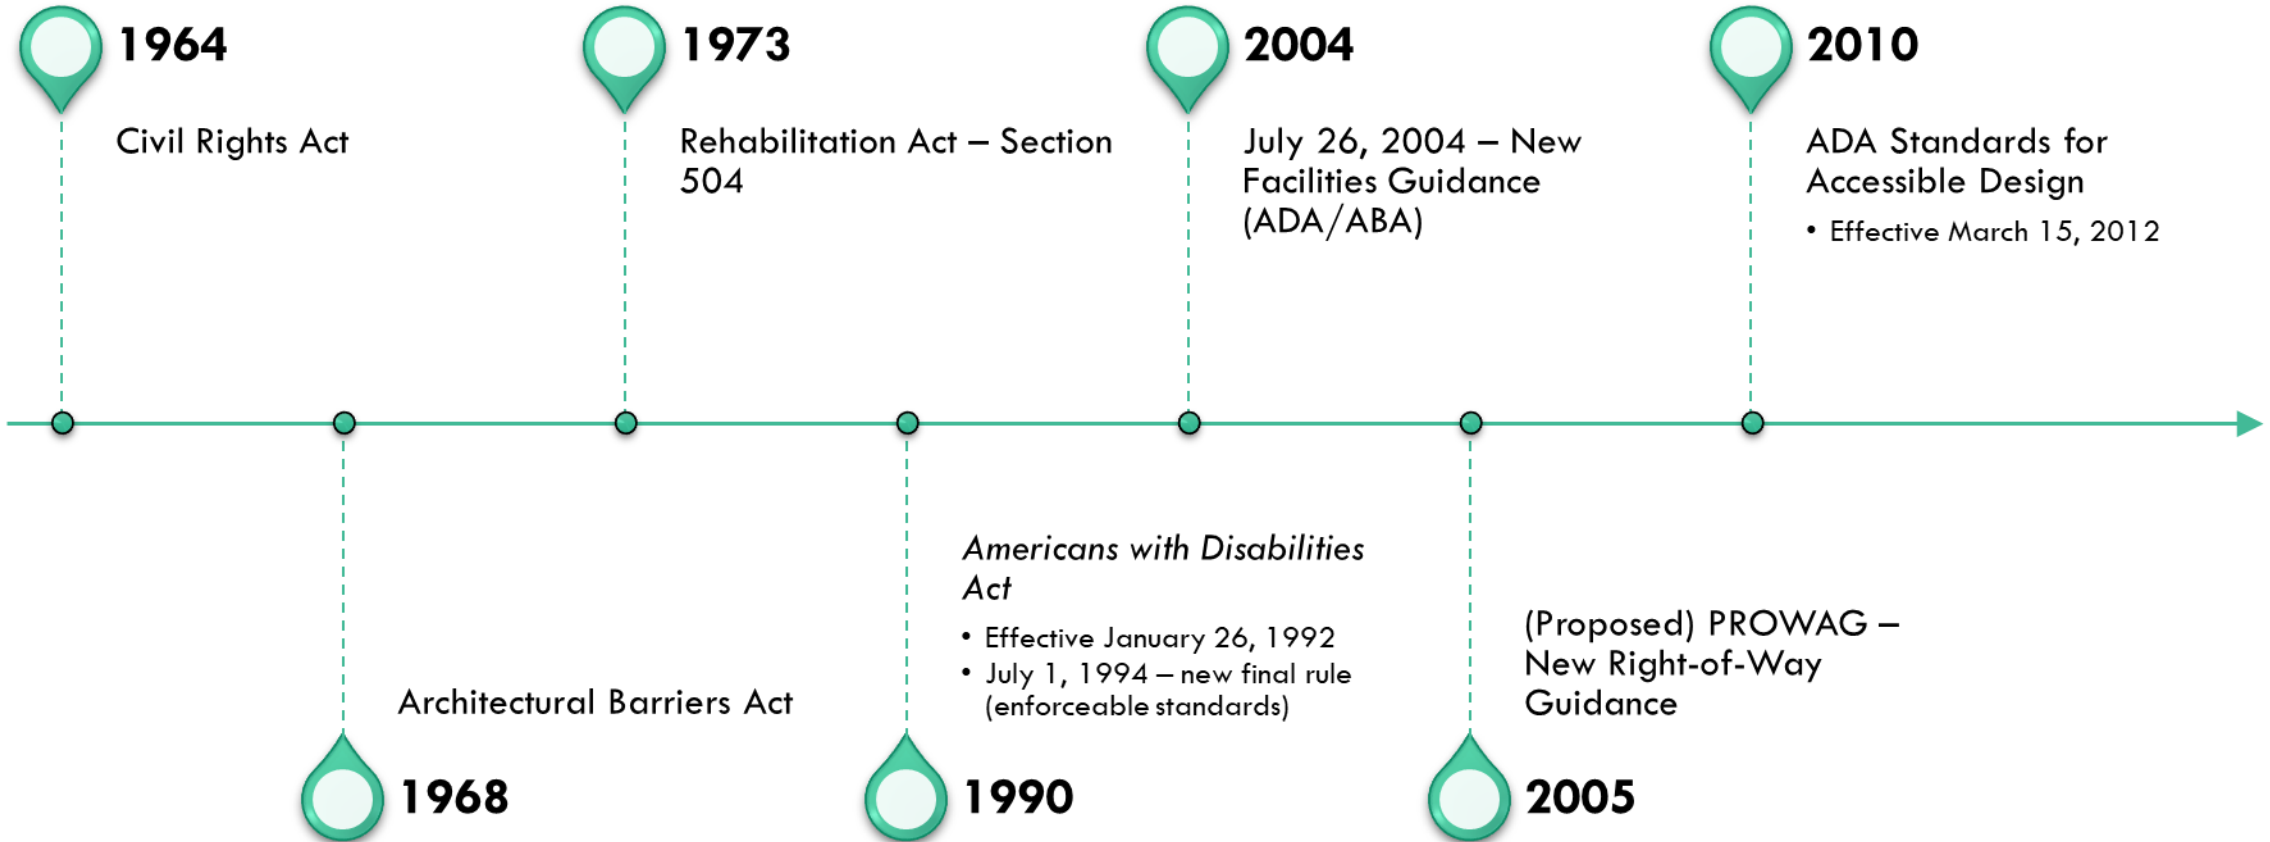 1964
Civil Rights Act
1973
Rehabilitation Act – Section
504
2004
July 26, 2004 – New
Facilities Guidance
(ADA/ABA)
2010
ADA Standards for
Accessible Design
• Effective March 15, 2012
Architectural Barriers Act
1968
Americans with Disabilities
Act
• Effective January 26, 1992
• July 1, 1994 – new final rule
(enforceable standards)
1990
(Proposed) PROWAG –
New Right-of-Way
Guidance
2005